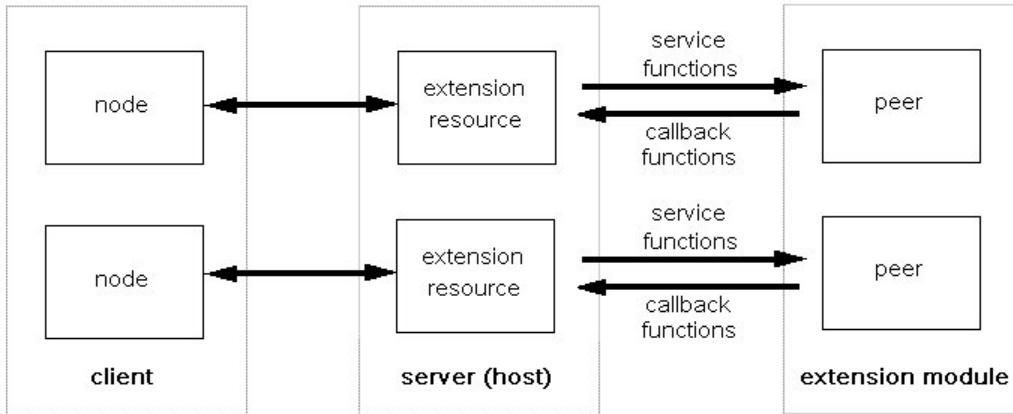 service
functions
node
extension
resource
peer
callback
functions
service
functions
node
extension
resource
peer
callback
functions
client
server (host)
extension module